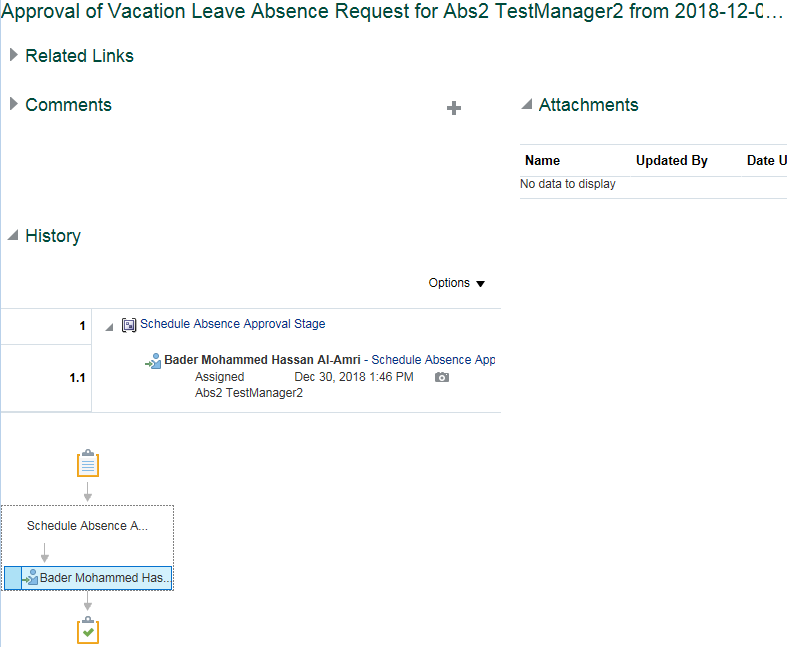 Approval of Vacation Leave Absence Request for Abs2 TestManager2 from 2018-12-0...
Related Links
Comments
Attachments
Name Updated By Date U
No data to display
History
Options
1 Schedule Absence Approval Stage
1.1 Bader Mohammed Hassan Al-Amri - Schedule Absence App
Assigned Dec 30, 2018 1:46 PM
Abs2 TestManager2
Schedule Absence A...
Bader Mohammed Has..